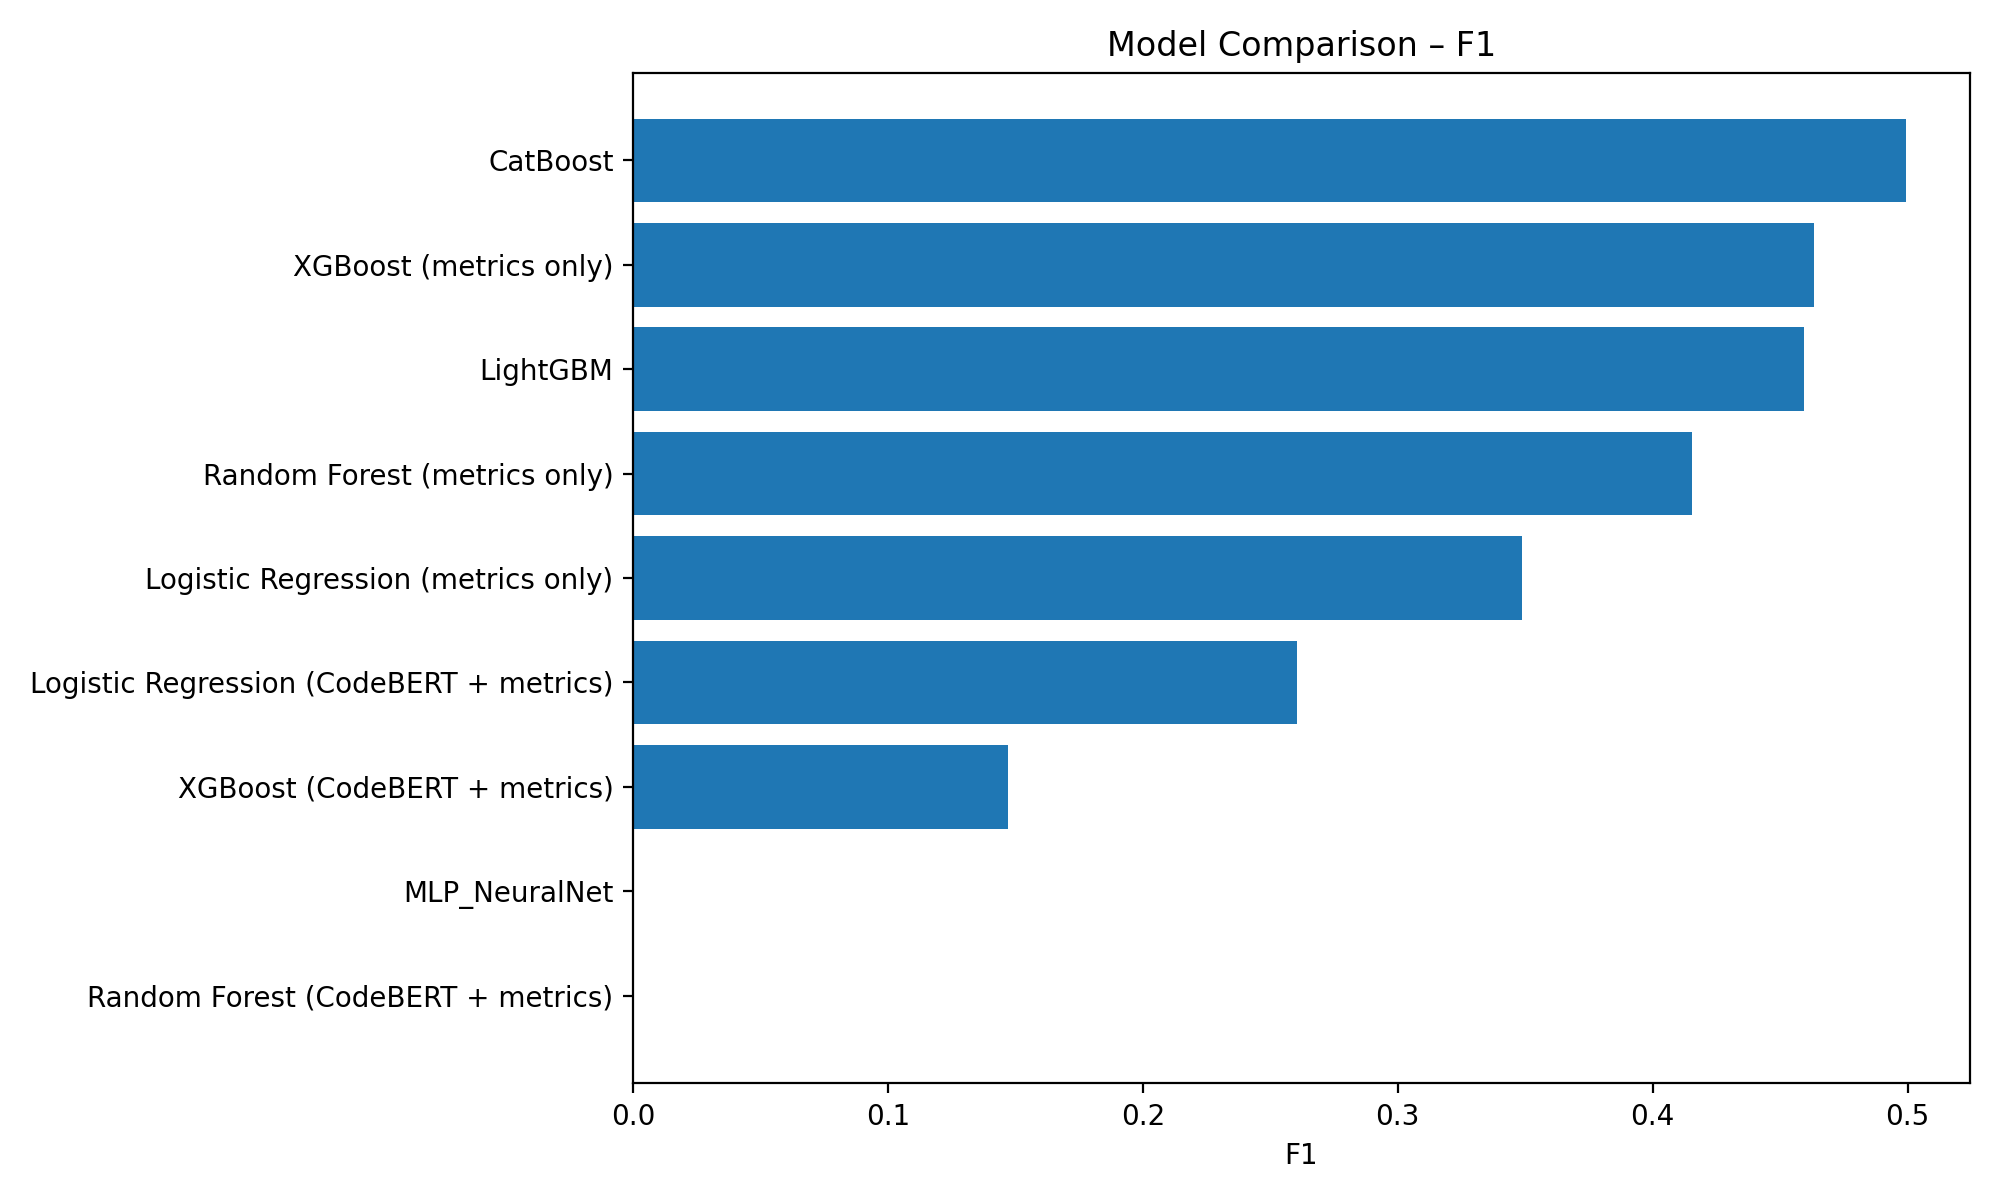 Model Comparison – F1
CatBoost
XGBoost (metrics only)
LightGBM
Random Forest (metrics only)
Logistic Regression (metrics only)
Logistic Regression (CodeBERT + metrics)
XGBoost (CodeBERT + metrics)
MLP_NeuralNet
Random Forest (CodeBERT + metrics)
0.0 0.1 0.2 0.3 0.4 0.5
F1